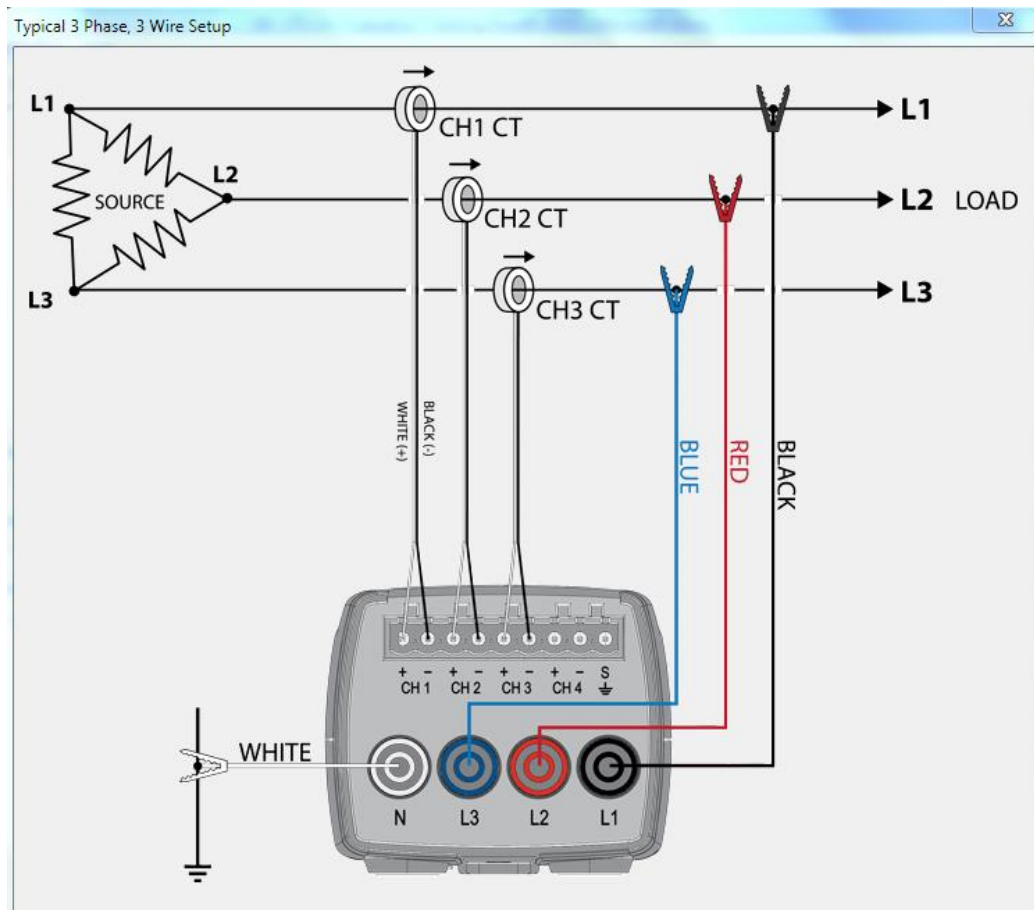 Typical 3 Phase, 3 Wire Setup
L1
CH1 CT
L1
L2
SOURCE
CH2 CT
L2 LOAD
L3
CH3 CT
L3
WHITE (+)
BLACK (-)
BLUE
RED
BLACK
+ - + - + - + - S
CH 1 CH 2 CH 3 CH 4
WHITE
N L3 L2 L1